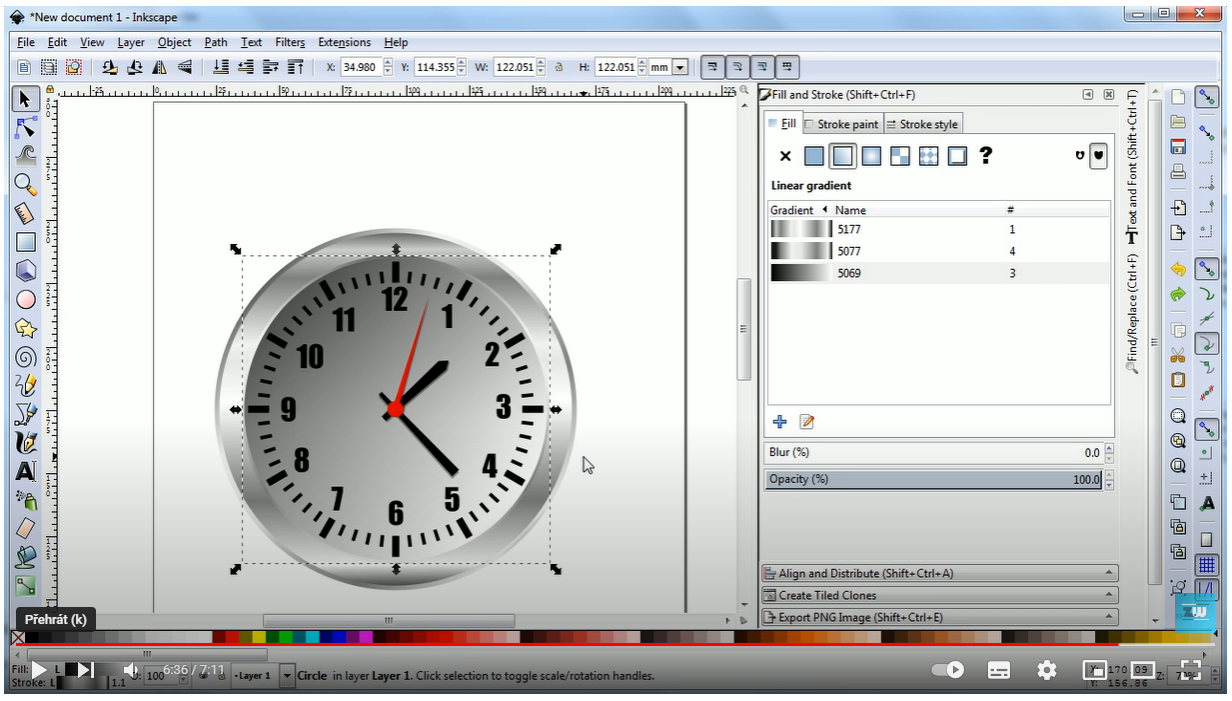 *New document 1 - Inkscape
File Edit View Layer Object Path Text Filters Extensions Help
X: 34.980 Y: 114.355 W: 122.051 H: 122.051 mm
Fill and Stroke (Shift+Ctrl+F)
Fill Stroke paint Stroke style
?
Linear gradient
Gradient Name #
5177 1
5077 4
5069 3
Blur (%) 0.0
Opacity (%) 100.0
Align and Distribute (Shift+Ctrl+A)
Create Tiled Clones
Export PNG Image (Shift+Ctrl+E)
Text and Font (Shift+Ctrl+T)
Find/Replace (Ctrl+F)
12
11 1
10 2
9 3
8 4
7 5
6
Přehrát (k)
Fill: L O: 100 6:36 / 7:11 Layer 1 Circle in layer Layer 1. Click selection to toggle scale/rotation handles.
Stroke: L 1.1
Y: 156.86
Z: